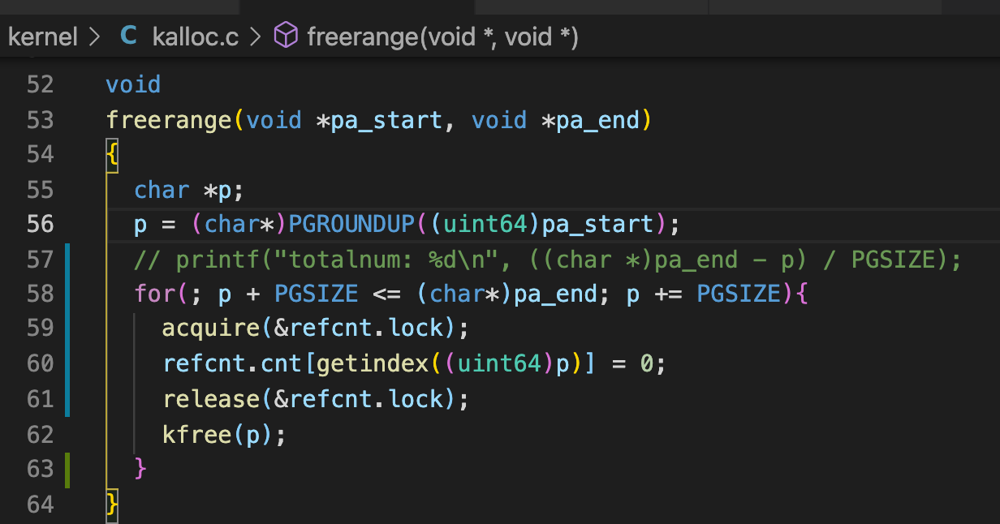 kernel > C kalloc.c > freerange(void *, void *)
52 void
53 freerange(void *pa_start, void *pa_end)
54 {
55   char *p;
56   p = (char*)PGROUNDUP((uint64)pa_start);
57   // printf("totalnum: %d\n", ((char *)pa_end - p) / PGSIZE);
58   for(; p + PGSIZE <= (char*)pa_end; p += PGSIZE){
59     acquire(&refcnt.lock);
60     refcnt.cnt[getindex((uint64)p)] = 0;
61     release(&refcnt.lock);
62     kfree(p);
63   }
64 }